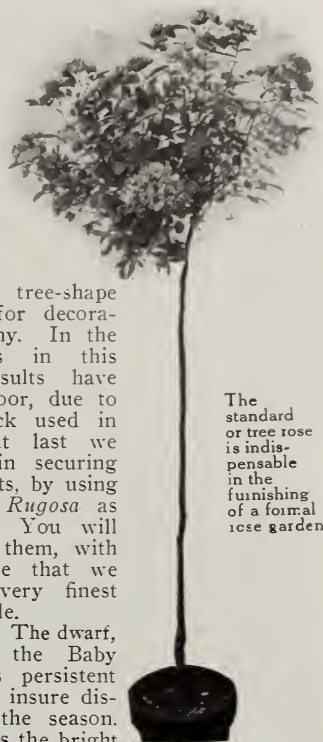 tree-shape
for decora-
ny. In the
s in this
sults have
oor, due to
ck used in
t last we
in securing
ts, by using
Rugosa as
You will
them, with
e that we
very finest
le.
The dwarf,
the Baby
s persistent
insure dis-
the season.
s the bright
The
standard
or tree rose
is indis-
pensable
in the
furnishing
of a formal
rose garden